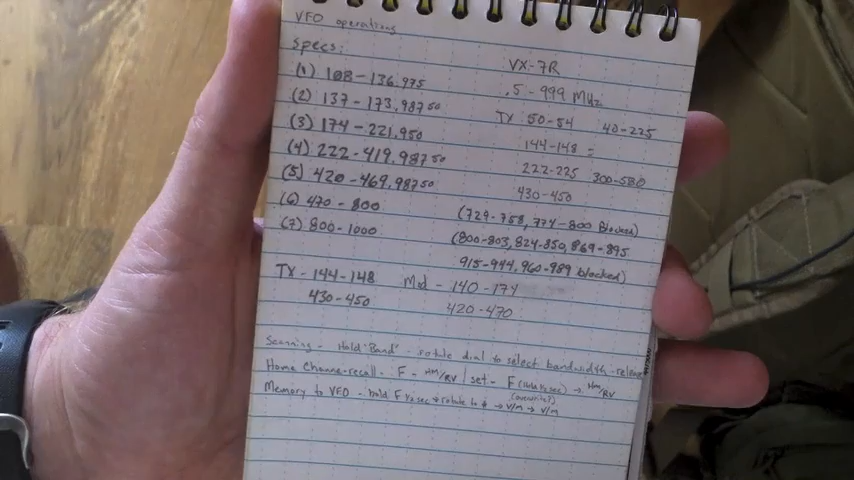 VFO operations
Specs:
(1) 108-136.975
(2) 137-173.98750
(3) 174-221.950
(4) 222-419.98750
(5) 420-469.98750
(6) 470-800
(7) 800-1000
VX-7R
.5-999 MHz
TX 50-54 40-225
144-148
222-225 300-580
430-450
(729-758, 774-800 Blocked)
(800-803, 824-850, 869-895
915-944, 960-989 blocked)
TX-144-148
430-450
Mod - 140-174
420-470
Scanning - Hold "Band" - rotate dial to select bandwidth-release
Home Channe-recall - F - HM/RV | set - F (1/2 sec) → HM/RV
(overwrite?)
Memory to VFO - hold F 1/2 sec → rotate to → V/M → V/M